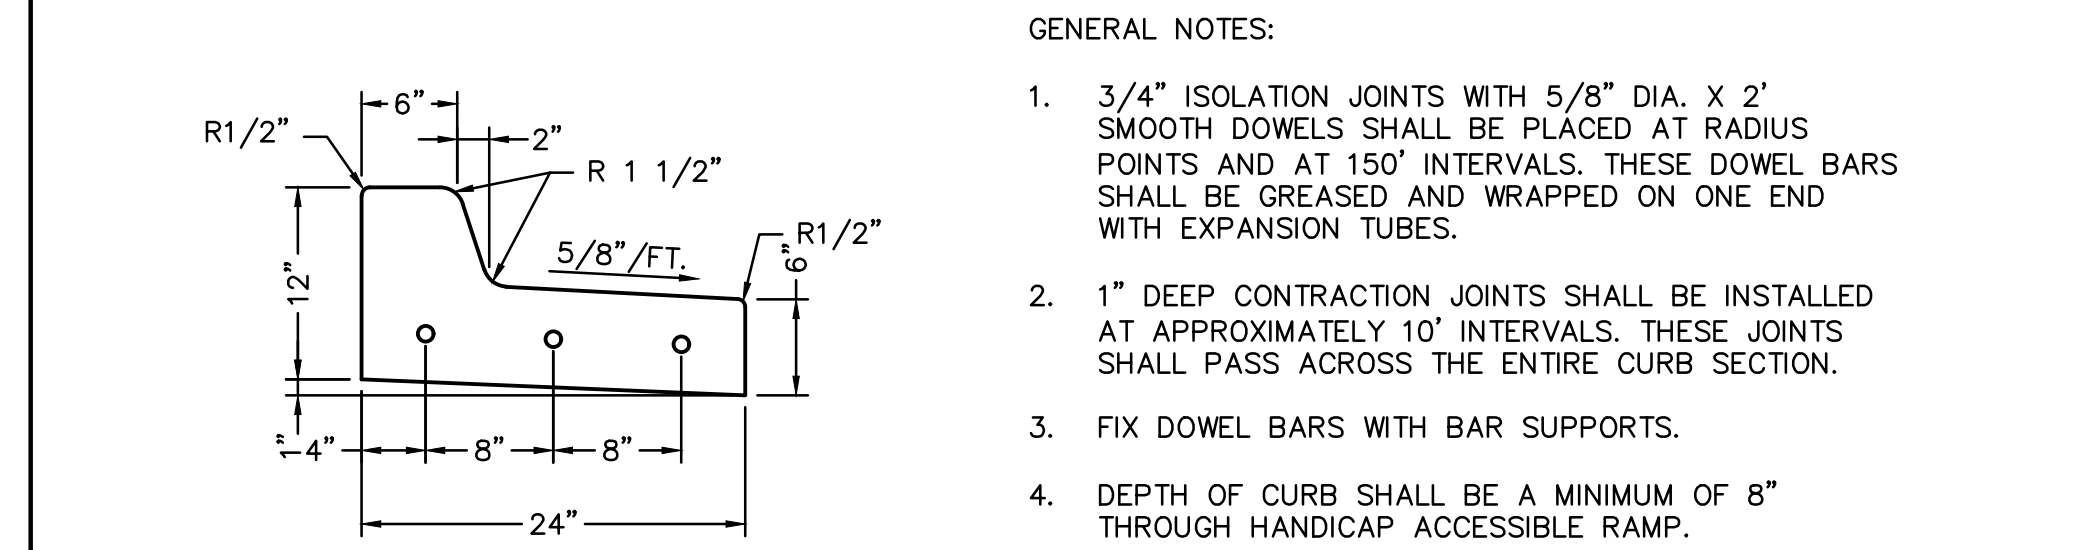 6"
R1/2"
2"
R 1 1/2"
R1/2"
5/8"/FT.
6"
12"
1"
4"
8"
8"
24"
GENERAL NOTES:
1. 3/4" ISOLATION JOINTS WITH 5/8" DIA. X 2'
SMOOTH DOWELS SHALL BE PLACED AT RADIUS
POINTS AND AT 150' INTERVALS. THESE DOWEL BARS
SHALL BE GREASED AND WRAPPED ON ONE END
WITH EXPANSION TUBES.
2. 1" DEEP CONTRACTION JOINTS SHALL BE INSTALLED
AT APPROXIMATELY 10' INTERVALS. THESE JOINTS
SHALL PASS ACROSS THE ENTIRE CURB SECTION.
3. FIX DOWEL BARS WITH BAR SUPPORTS.
4. DEPTH OF CURB SHALL BE A MINIMUM OF 8"
THROUGH HANDICAP ACCESSIBLE RAMP.